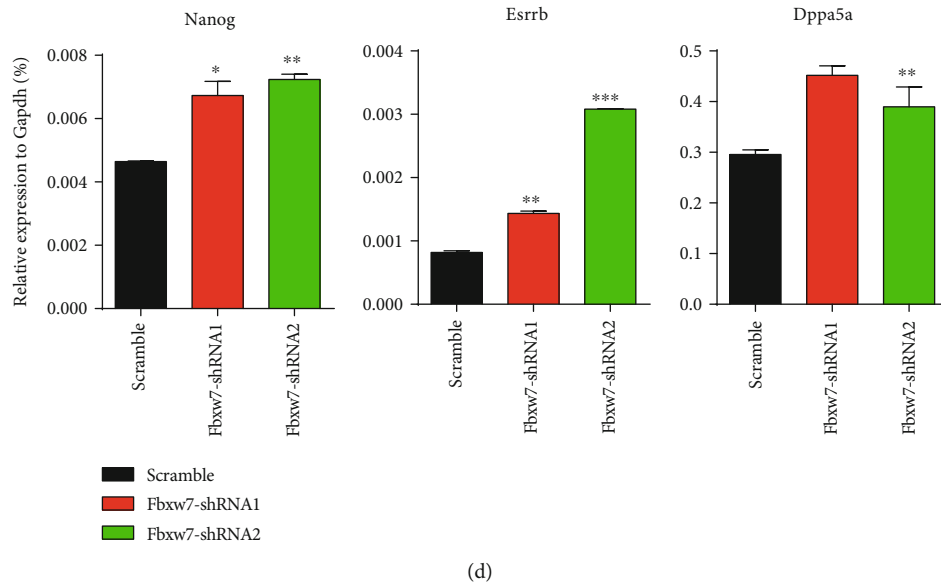 Nanog
Esrrb
Dppa5a
Relative expression to Gapdh (%)
0.008
0.006
0.004
0.002
0.000
*
**
Scramble
Fbxw7-shRNA1
Fbxw7-shRNA2
0.004
0.003
0.002
0.001
0.000
**
***
Scramble
Fbxw7-shRNA1
Fbxw7-shRNA2
0.5
0.4
0.3
0.2
0.1
0.0
**
Scramble
Fbxw7-shRNA1
Fbxw7-shRNA2
Scramble
Fbxw7-shRNA1
Fbxw7-shRNA2
(d)